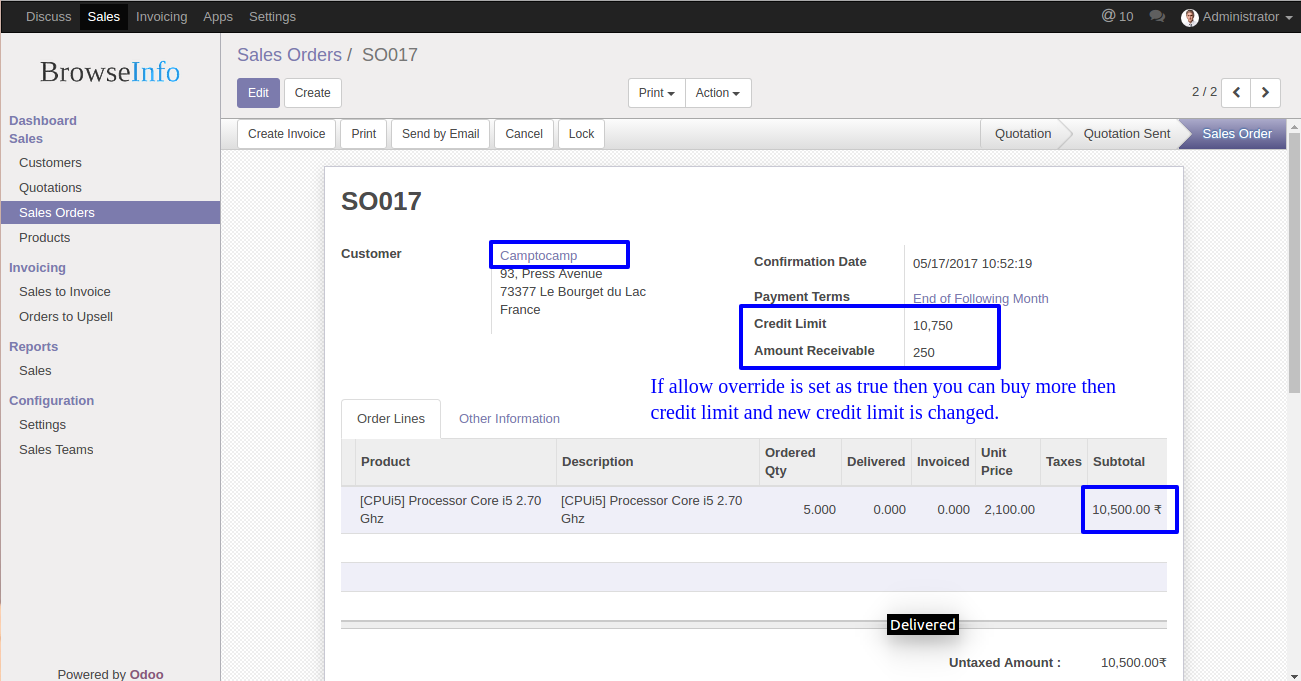 Discuss Sales Invoicing Apps Settings @ 10 Administrator
BrowseInfo
Dashboard
Sales
Customers
Quotations
Sales Orders
Products
Invoicing
Sales to Invoice
Orders to Upsell
Reports
Sales
Configuration
Settings
Sales Teams
Powered by Odoo
Sales Orders / SO017
Edit Create Print Action 2 / 2
Create Invoice Print Send by Email Cancel Lock Quotation Quotation Sent Sales Order
SO017
Customer
Camptocamp
93, Press Avenue
73377 Le Bourget du Lac
France
Confirmation Date 05/17/2017 10:52:19
Payment Terms End of Following Month
Credit Limit 10,750
Amount Receivable 250
If allow override is set as true then you can buy more then
credit limit and new credit limit is changed.
Order Lines Other Information
Product Description Ordered Qty Delivered Invoiced Unit Price Taxes Subtotal
[CPUi5] Processor Core i5 2.70 Ghz [CPUi5] Processor Core i5 2.70 Ghz 5.000 0.000 0.000 2,100.00 10,500.00 ₹
Delivered
Untaxed Amount : 10,500.00₹